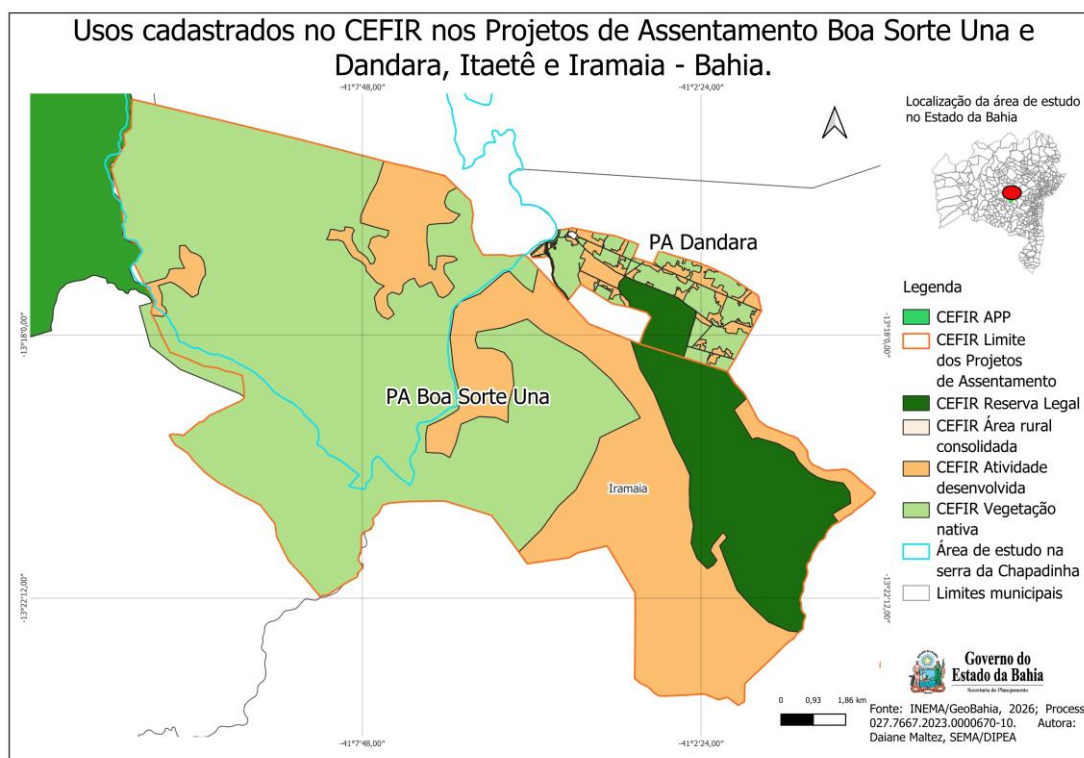 Usos cadastrados no CEFIR nos Projetos de Assentamento Boa Sorte Una e
Dandara, Itaetê e Iramaia - Bahia.
-41°7'48,00"
-41°2'24,00"
Localização da área de estudo
no Estado da Bahia
PA Dandara
-13°18'0,00"
-13°18'0,00"
PA Boa Sorte Una
Iramaia
-13°22'12,00"
-13°22'12,00"
-41°7'48,00"
-41°2'24,00"
Legenda
CEFIR APP
CEFIR Limite
dos Projetos
de Assentamento
CEFIR Reserva Legal
CEFIR Área rural
consolidada
CEFIR Atividade
desenvolvida
CEFIR Vegetação
nativa
Área de estudo na
serra da Chapadinha
Limites municipais
Governo do
Estado da Bahia
Secretaria do Planejamento
0 0,93 1,86 km
Fonte: INEMA/GeoBahia, 2026; Process
027.7667.2023.0000670-10. Autora:
Daiane Maltez, SEMA/DIPEA